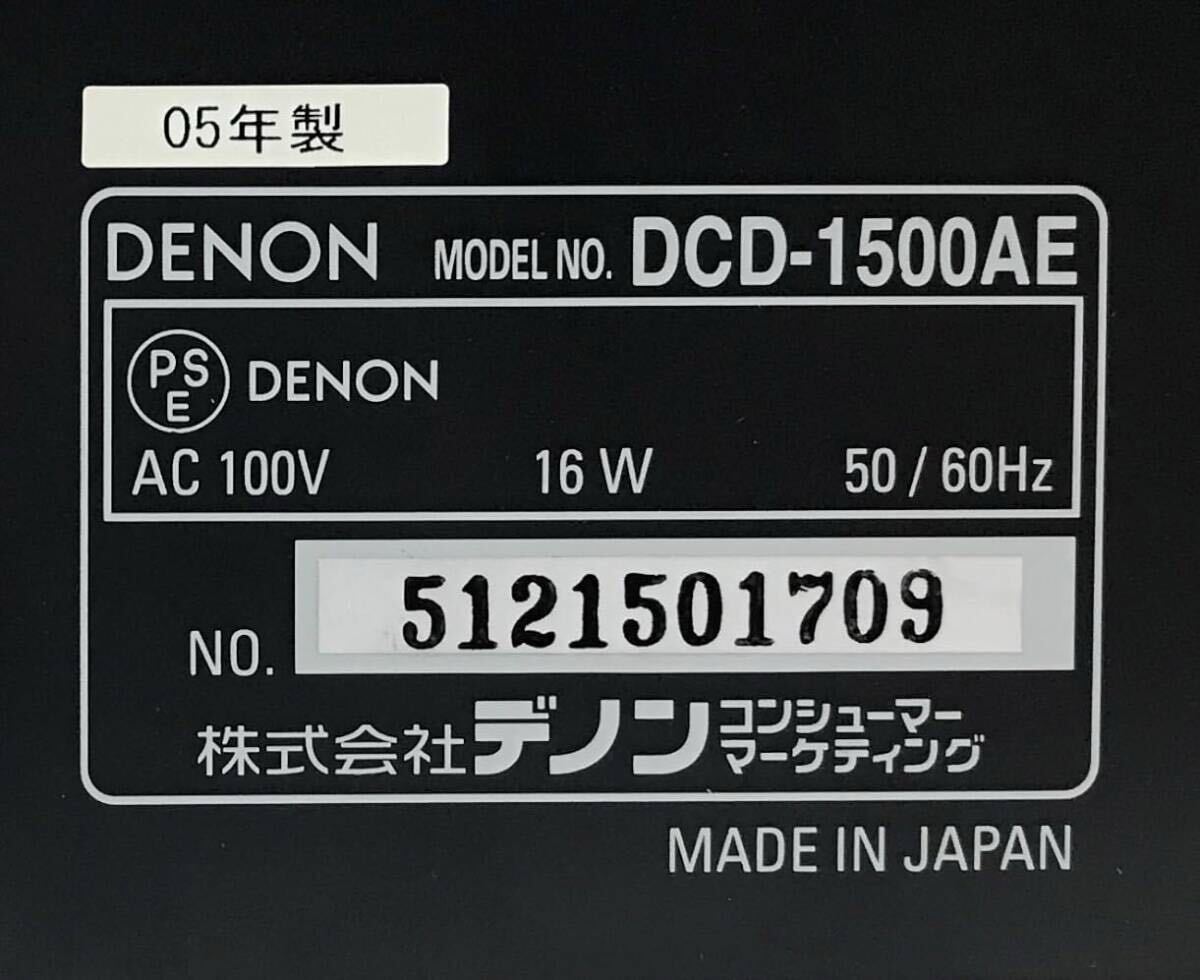 05年製
DENON MODEL NO. DCD-1500AE
PSE DENON
AC 100V 16 W 50 / 60Hz
NO. 5121501709
株式会社デノン コンシューマー
マーケティング
MADE IN JAPAN